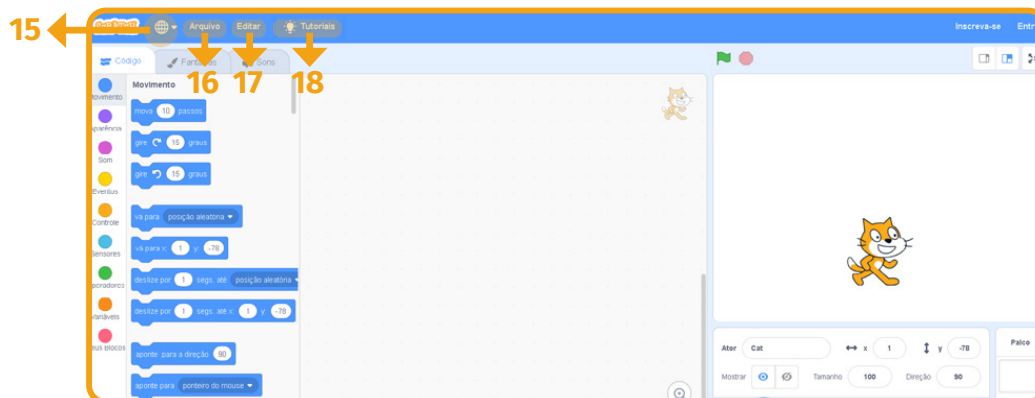 15
Arquivo
Editar
Tutoriais
Inscreva-se
16
17
18
Código
Sons
Movimento
mova 10 passos
gire 15 graus
gire 15 graus
vá para posição aleatória
vá para x: 1 y: -78
deslize por 1 segs. até posição aleatória
deslize por 1 segs. até x: 1 y: -78
aponte para a direção 90
aponte para ponteiro do mouse
Som
Eventos
Controle
Sensores
Variáveis
Ator Cat
x 1
y -78
Mostrar
Tamanho 100
Direção 90
Palco